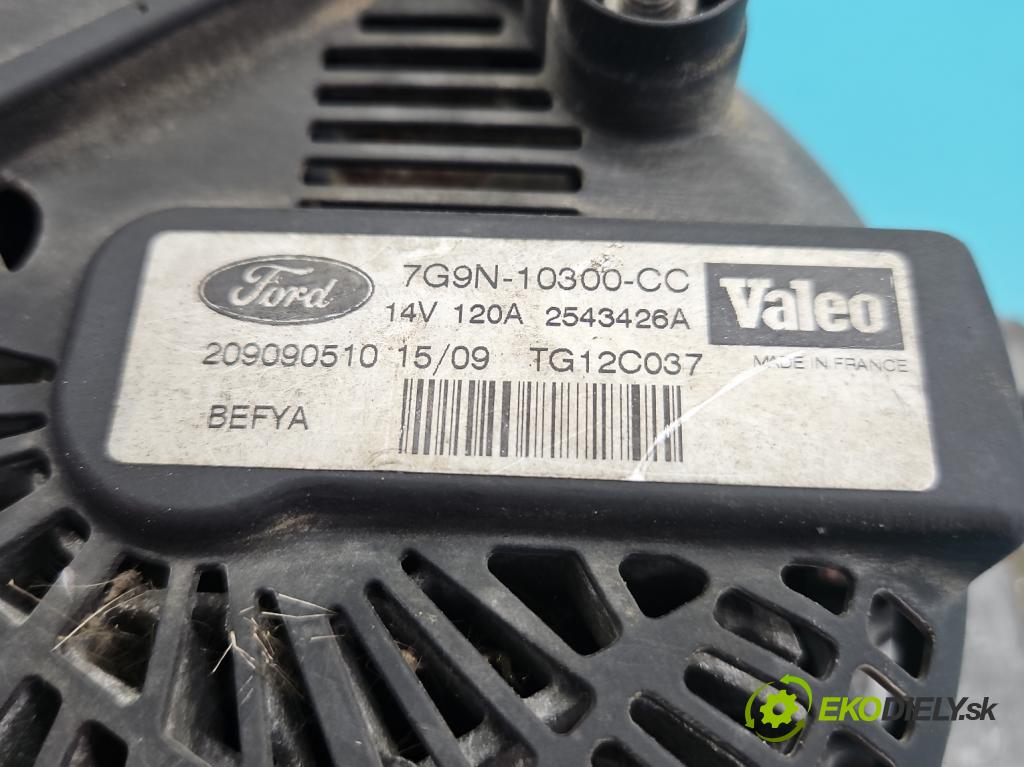 Ford 7G9N-10300-CC Valeo
14V 120A 2543426A
209090510 15/09 TG12C037 MADE IN FRANCE
BEFYA
EKODIELY.sk